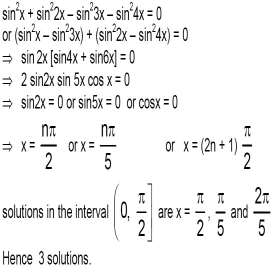 sin²x + sin²2x – sin²3x – sin²4x = 0
or (sin²x – sin²3x) + (sin²2x – sin²4x) = 0
⇒ sin 2x [sin4x + sin6x] = 0
⇒ 2 sin2x sin 5x cos x = 0
⇒ sin2x = 0 or sin5x = 0 or cosx = 0
⇒ x = nπ/2 or x = nπ/5 or x = (2n + 1) π/2
solutions in the interval (0, π/2] are x = π/2, π/5 and 2π/5
Hence 3 solutions.